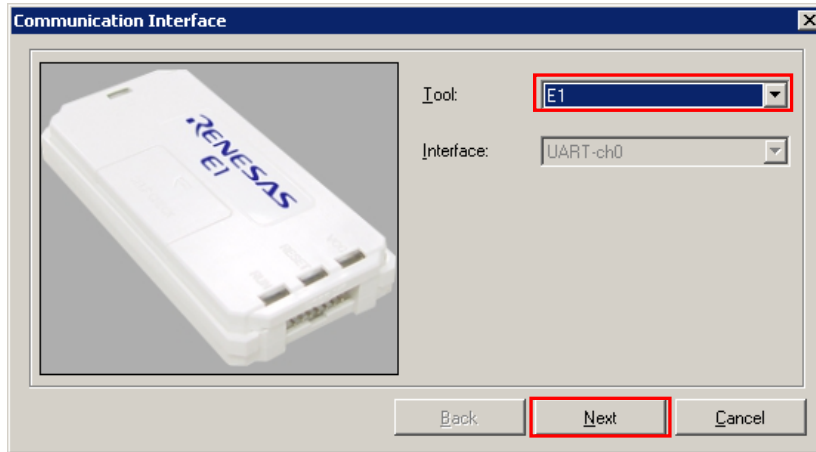 Communication Interface
Tool:
E1
Interface:
UART-ch0
RENESAS
E1
Back
Next
Cancel